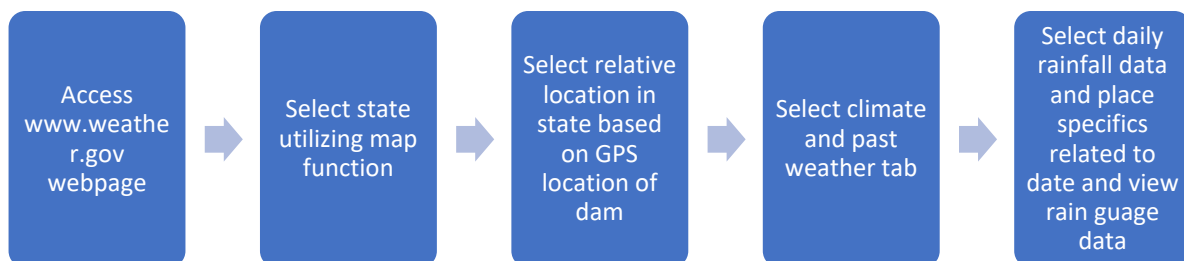 Access
www.weathe
r.gov
webpage
Select state
utilizing map
function
Select relative
location in
state based
on GPS
location of
dam
Select climate
and past
weather tab
Select daily
rainfall data
and place
specifics
related to
date and view
rain guage
data